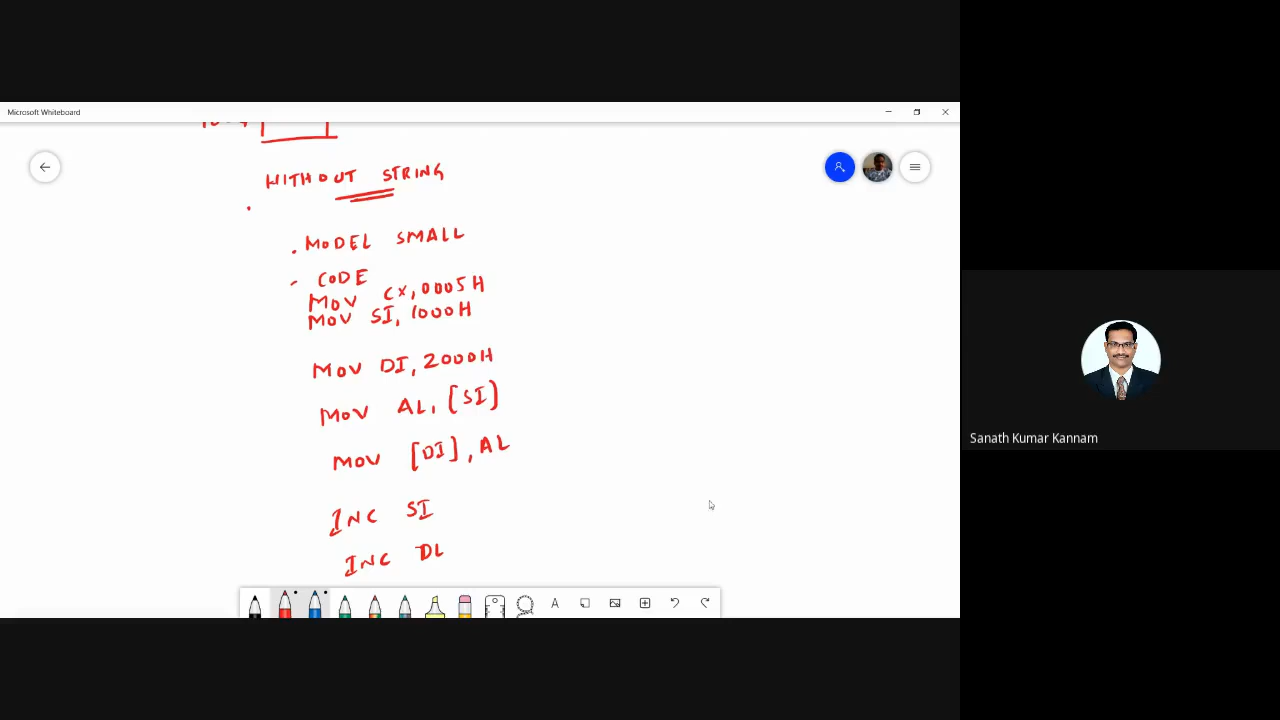 Microsoft Whiteboard
WITHOUT STRING
. MODEL SMALL
. CODE
MOV CX, 0005H
MOV SI, 1000H
MOV DI, 2000H
MOV AL, [SI]
MOV [DI], AL
INC SI
INC DL
Sanath Kumar Kannam